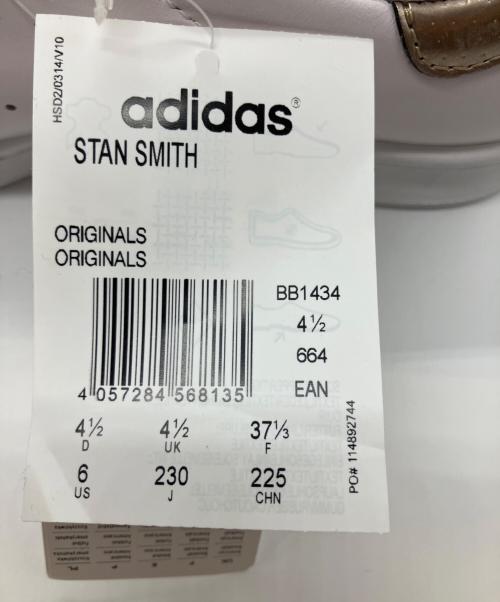 HSD2/0314/V10
adidas®
STAN SMITH
ORIGINALS
ORIGINALS
BB1434
4½
664
EAN
4 057284 568135
4½ 4½ 37⅓
D UK F
6 230 225
US J CHN
PO# 114892744